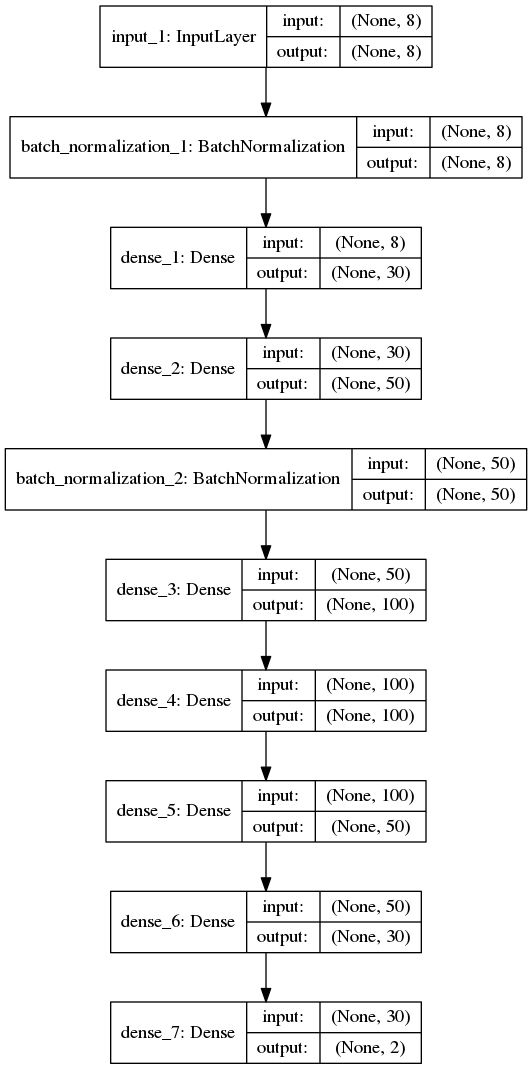 input_1: InputLayer
input: (None, 8)
output: (None, 8)
batch_normalization_1: BatchNormalization
input: (None, 8)
output: (None, 8)
dense_1: Dense
input: (None, 8)
output: (None, 30)
dense_2: Dense
input: (None, 30)
output: (None, 50)
batch_normalization_2: BatchNormalization
input: (None, 50)
output: (None, 50)
dense_3: Dense
input: (None, 50)
output: (None, 100)
dense_4: Dense
input: (None, 100)
output: (None, 100)
dense_5: Dense
input: (None, 100)
output: (None, 50)
dense_6: Dense
input: (None, 50)
output: (None, 30)
dense_7: Dense
input: (None, 30)
output: (None, 2)